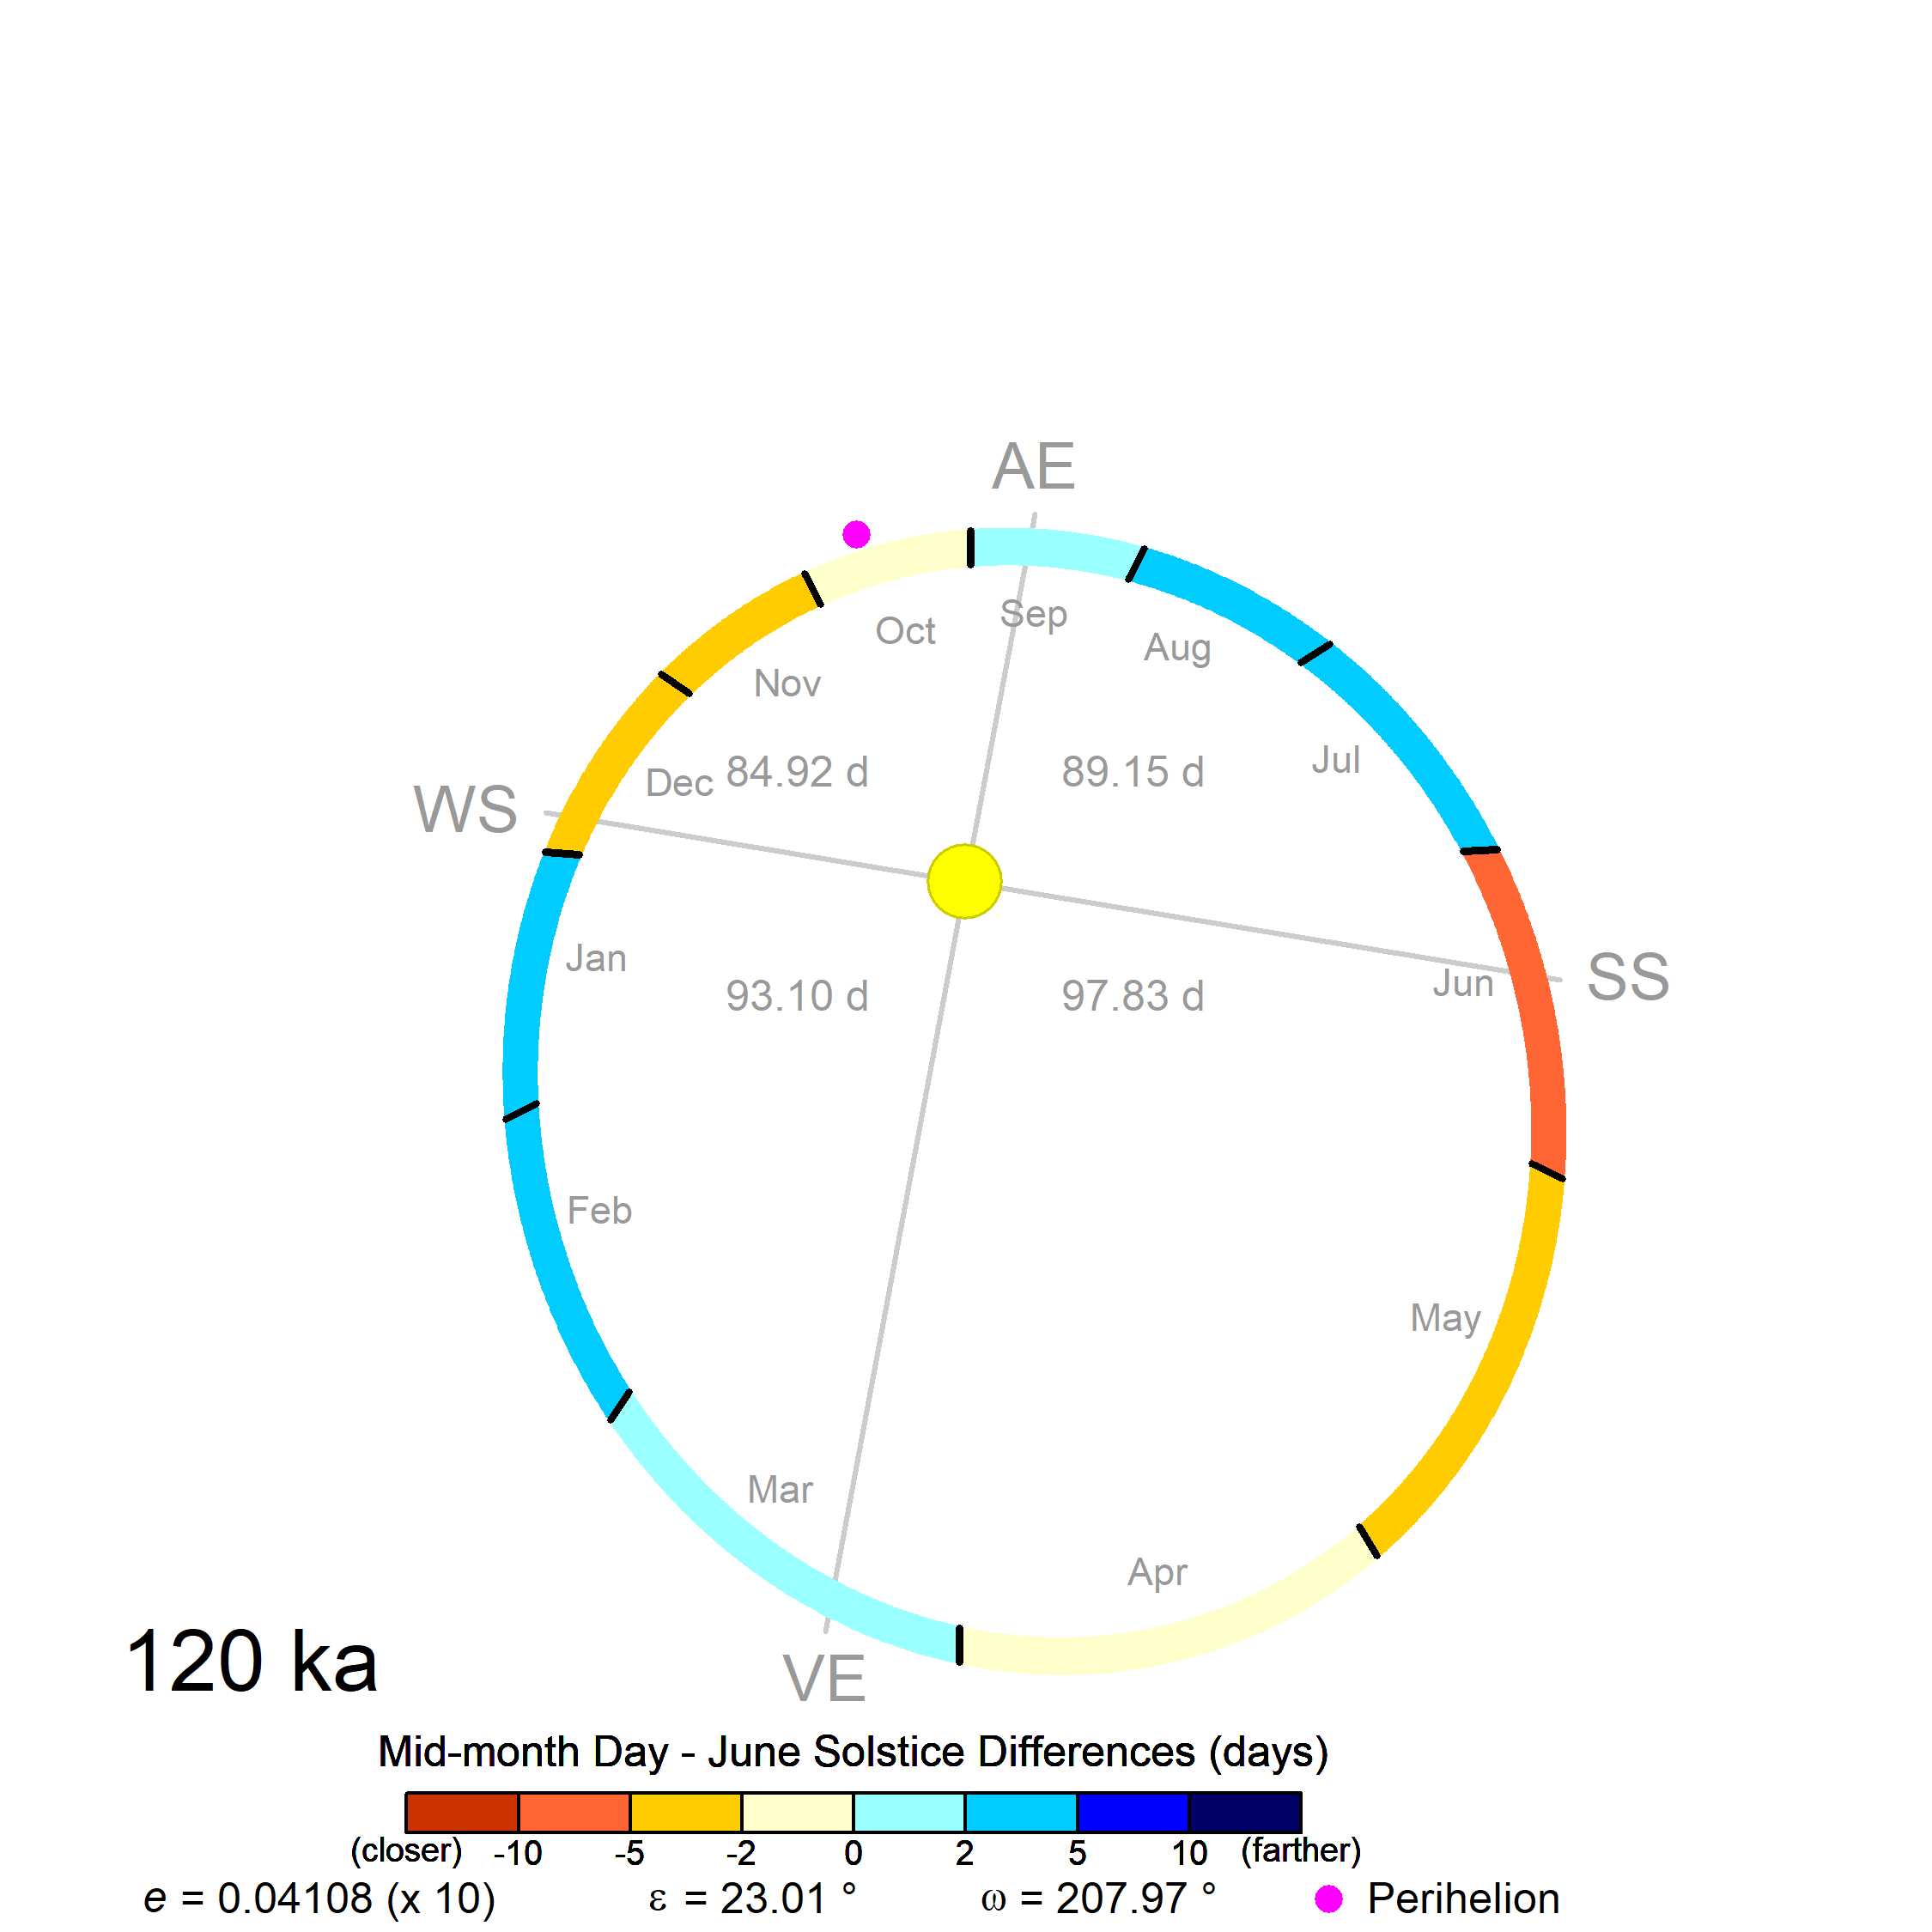 AE
Sep
Oct
Aug
Nov
Jul
84.92 d
89.15 d
Dec
WS
Jan
SS
Jun
93.10 d
97.83 d
Feb
May
Mar
Apr
120 ka
VE
Mid-month Day - June Solstice Differences (days)
(closer) -10 -5 -2 0 2 5 10 (farther)
e = 0.04108 (x 10) ε = 23.01 ° ω = 207.97 ° Perihelion